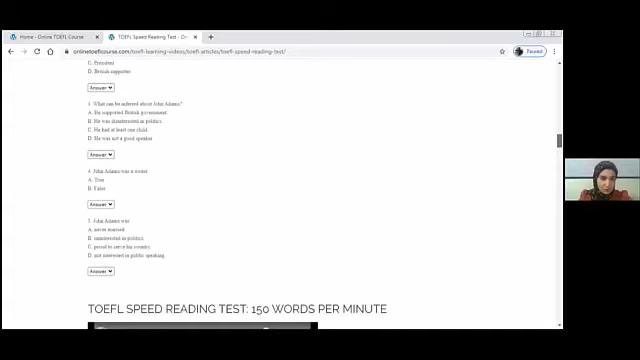 Home - Online TOEFL Course
TOEFL Speed Reading Test - On
onlinetoeflcourse.com/toefl-learning-videos/toefl-articles/toefl-speed-reading-test/
Paused
C. President
D. British supporter
Answer
3. What can be inferred about John Adams?
A. He supported British government.
B. He was disinterested in politics.
C. He had at least one child.
D. He was not a good speaker
Answer
4. John Adams was a
A. True
B. False
Answer
5. John Adams was
A. never married.
B. uninterested in politics.
C. proud to serve his country.
D. not interested in public speaking.
Answer
TOEFL SPEED READING TEST: 150 WORDS PER MINUTE